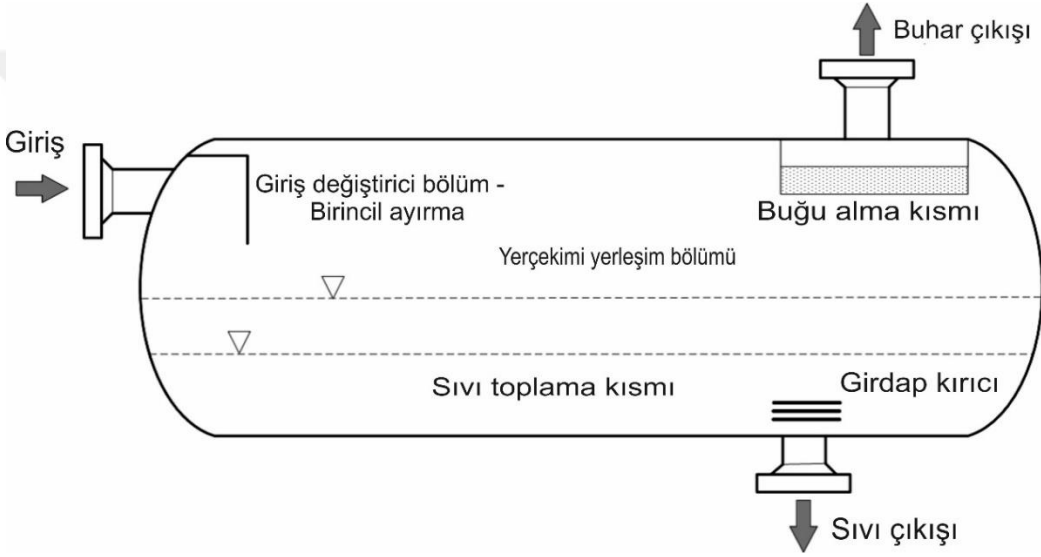 Buhar çıkışı
Giriş
Giriş değiştirici bölüm -
Birincil ayırma
Buğu alma kısmı
Yerçekimi yerleşim bölümü
Sıvı toplama kısmı
Girdap kırıcı
Sıvı çıkışı